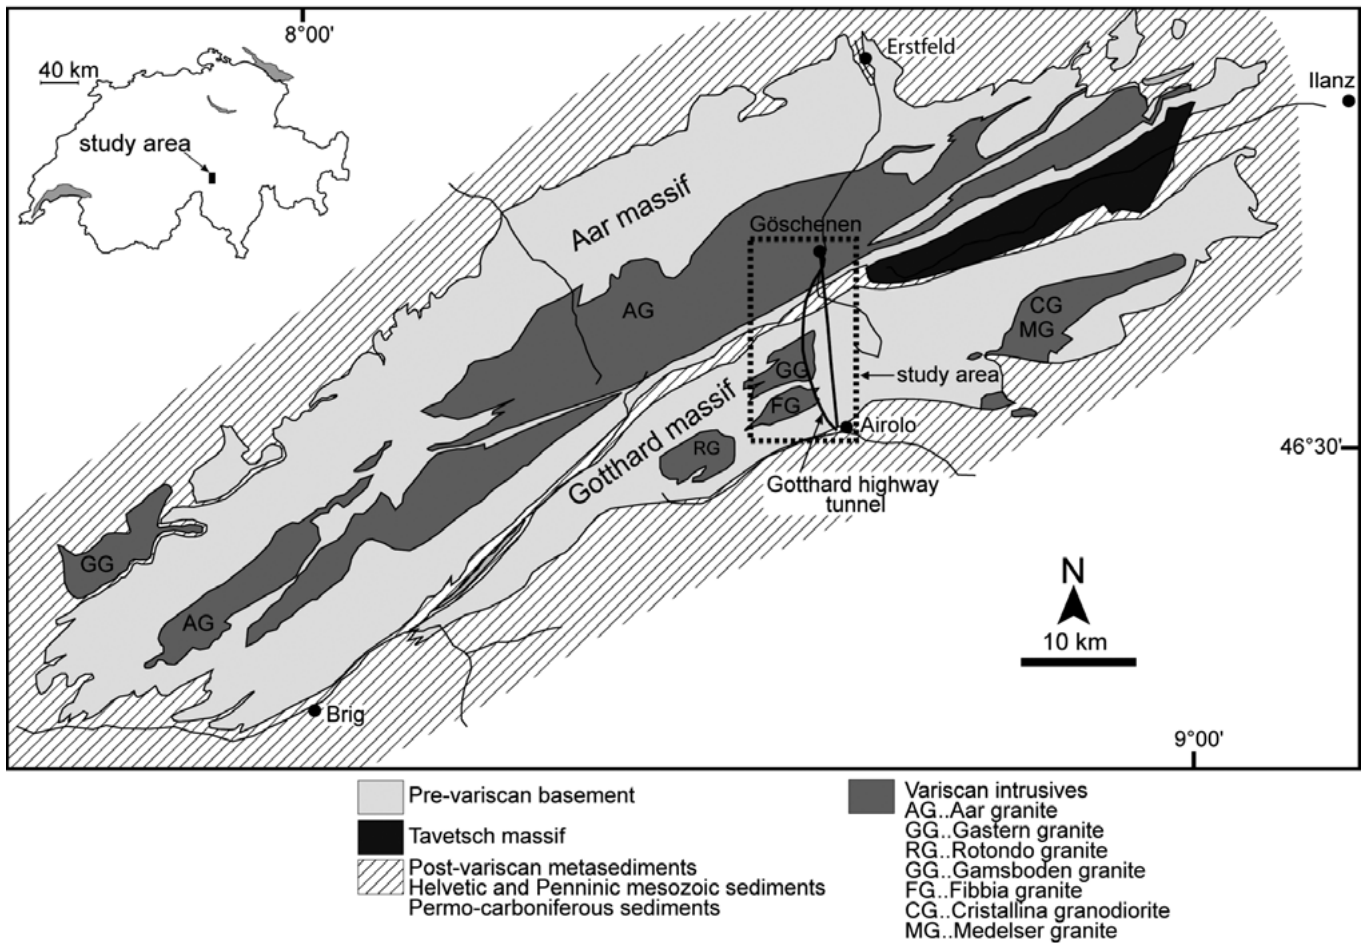 8°00'
40 km
study area
Erstfeld
Ilanz
Aar massif
Göschenen
AG
CG
MG
GG
study area
FG
Airolo
Gotthard massif
RG
46°30'
Gotthard highway
tunnel
GG
N
10 km
AG
Brig
9°00'
Pre-variscan basement
Tavetsch massif
Post-variscan metasediments
Helvetic and Penninic mesozoic sediments
Permo-carboniferous sediments
Variscan intrusives
AG..Aar granite
GG..Gastern granite
RG..Rotondo granite
GG..Gamsboden granite
FG..Fibbia granite
CG..Cristallina granodiorite
MG..Medelser granite